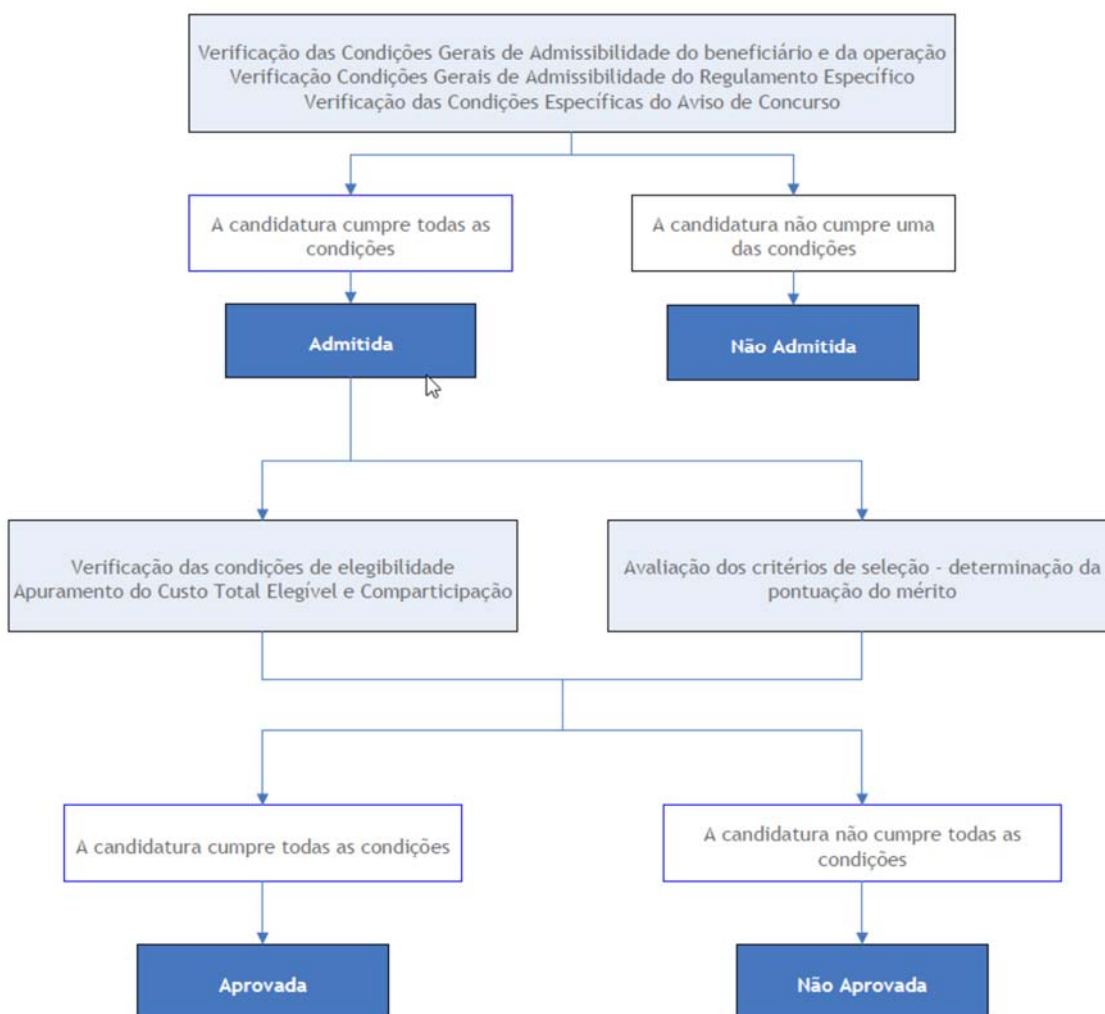 Verificação das Condições Gerais de Admissibilidade do beneficiário e da operação
Verificação Condições Gerais de Admissibilidade do Regulamento Específico
Verificação das Condições Específicas do Aviso de Concurso
A candidatura cumpre todas as
condições
A candidatura não cumpre uma
das condições
Admitida
Não Admitida
Verificação das condições de elegibilidade
Apuramento do Custo Total Elegível e Comparticipação
Avaliação dos critérios de seleção - determinação da
pontuação do mérito
A candidatura cumpre todas as condições
A candidatura não cumpre todas as
condições
Aprovada
Não Aprovada